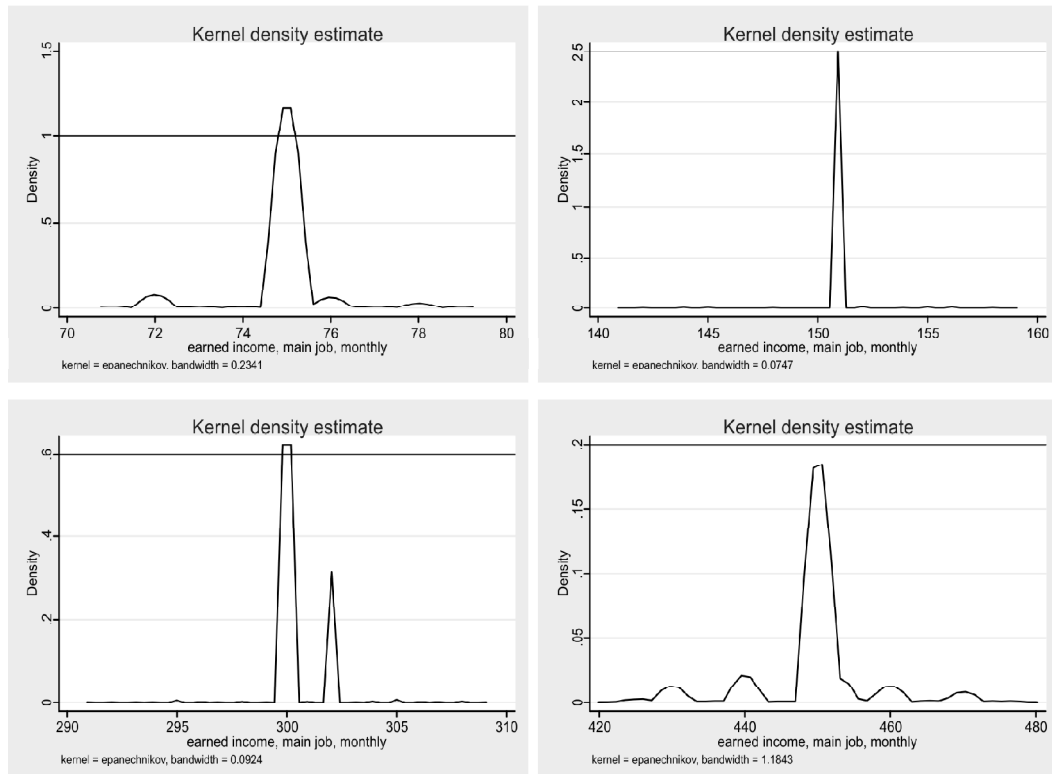 Kernel density estimate
1.5
1
.5
0
Density
70 72 74 76 78 80
earned income, main job, monthly
kernel = epanechnikov, bandwidth = 0.2341
Kernel density estimate
2.5
2
1.5
1
.5
0
Density
140 145 150 155 160
earned income, main job, monthly
kernel = epanechnikov, bandwidth = 0.0747
Kernel density estimate
.6
.4
.2
0
Density
290 295 300 305 310
earned income, main job, monthly
kernel = epanechnikov, bandwidth = 0.0924
Kernel density estimate
.2
.15
.1
.05
0
Density
420 440 460 480
earned income, main job, monthly
kernel = epanechnikov, bandwidth = 1.1843